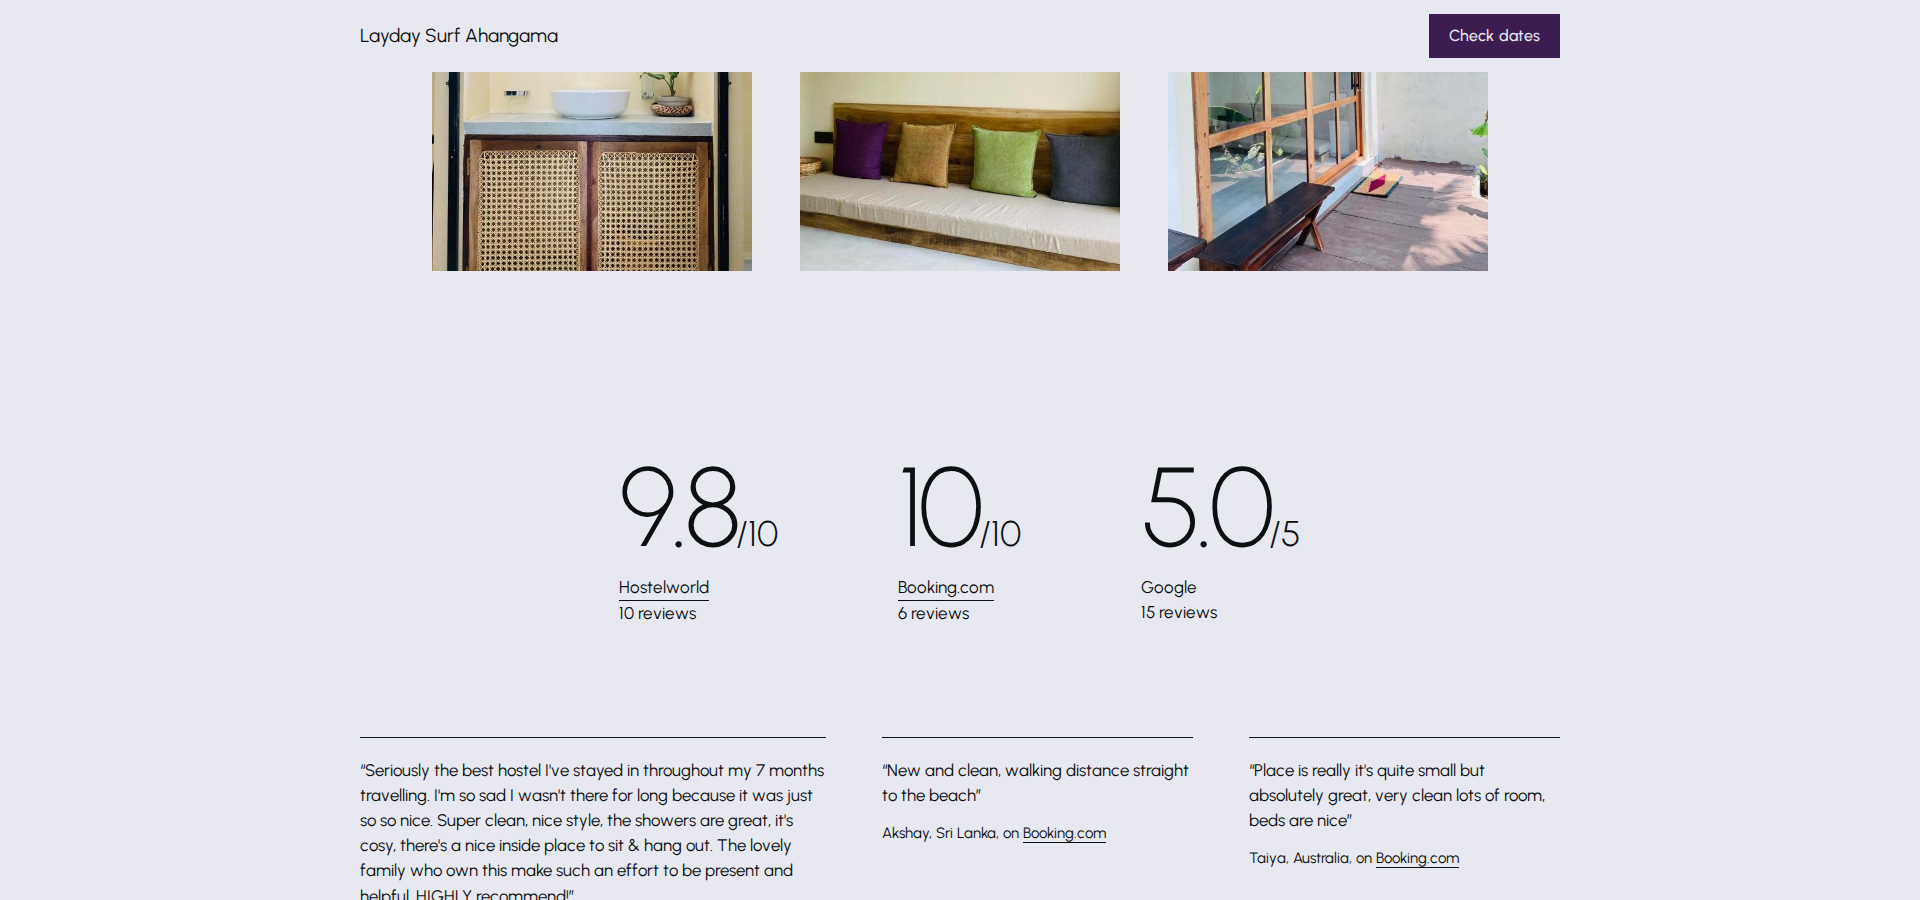 Layday Surf Ahangama
Check dates
9.8/10
Hostelworld
10 reviews
10/10
Booking.com
6 reviews
5.0/5
Google
15 reviews
“Seriously the best hostel I've stayed in throughout my 7 months
travelling. I'm so sad I wasn't there for long because it was just
so so nice. Super clean, nice style, the showers are great, it's
cosy, there's a nice inside place to sit & hang out. The lovely
family who own this make such an effort to be present and
helpful. HIGHLY recommend!”
“New and clean, walking distance straight
to the beach”
Akshay, Sri Lanka, on Booking.com
“Place is really it's quite small but
absolutely great, very clean lots of room,
beds are nice”
Taiya, Australia, on Booking.com